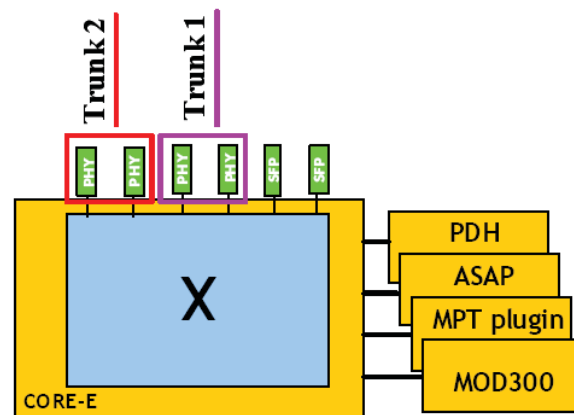 Trunk 2
Trunk 1
PHY
PHY
PHY
PHY
SFP
SFP
X
PDH
ASAP
MPT plugin
MOD300
CORE-E